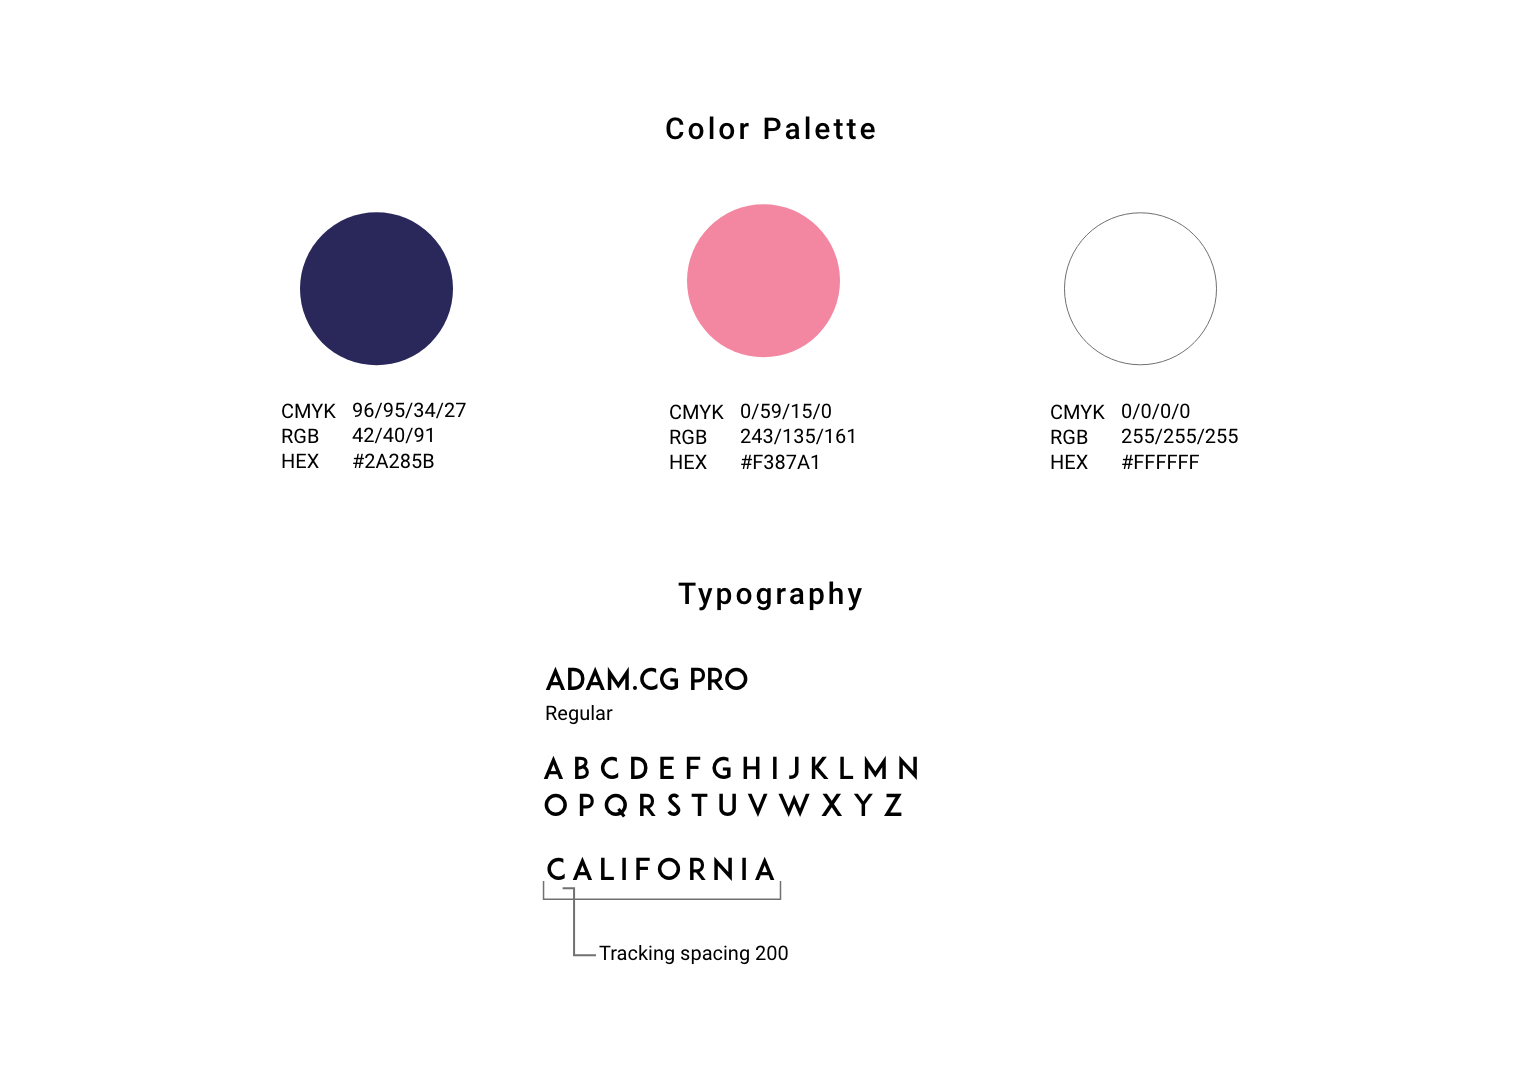 Color Palette
CMYK 96/95/34/27
RGB 42/40/91
HEX #2A285B
CMYK 0/59/15/0
RGB 243/135/161
HEX #F387A1
CMYK 0/0/0/0
RGB 255/255/255
HEX #FFFFFF
Typography
ADAM.CG PRO
Regular
A B C D E F G H I J K L M N
O P Q R S T U V W X Y Z
CALIFORNIA
Tracking spacing 200